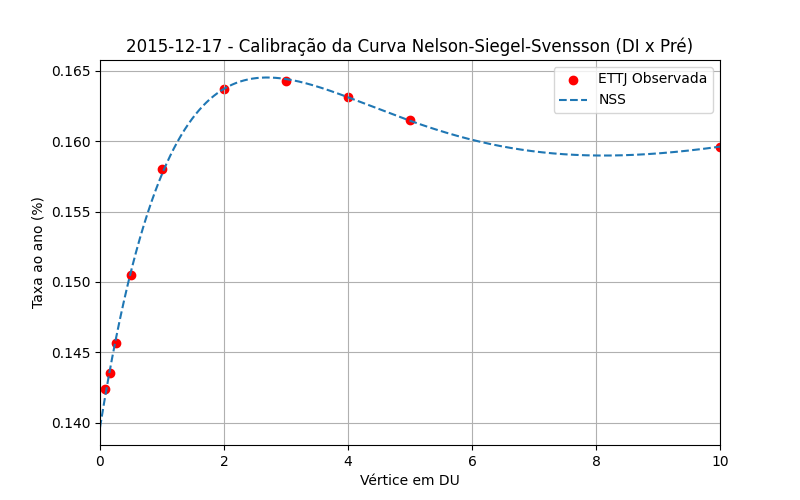 2015-12-17 - Calibração da Curva Nelson-Siegel-Svensson (DI x Pré)
ETTJ Observada
NSS
Taxa ao ano (%)
0.165
0.160
0.155
0.150
0.145
0.140
0 2 4 6 8 10
Vértice em DU